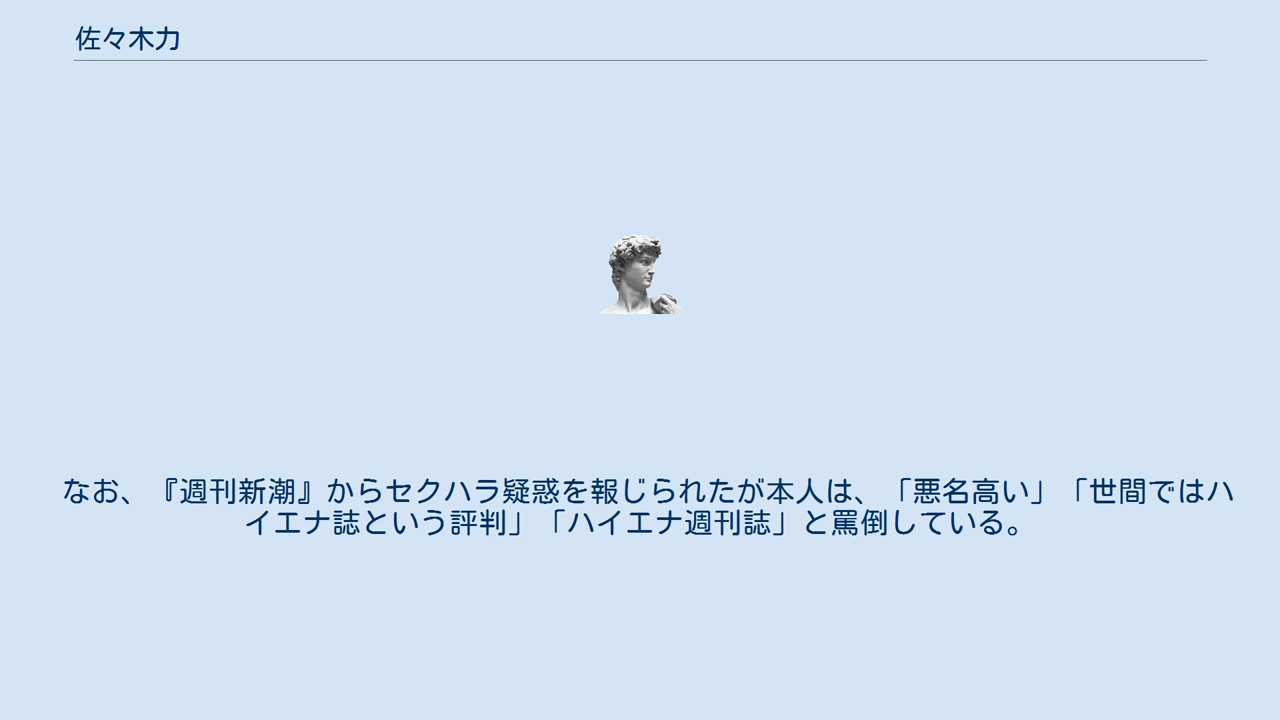 佐々木力
なお、『週刊新潮』からセクハラ疑惑を報じられたが本人は、「悪名高い」「世間ではハ
イエナ誌という評判」「ハイエナ週刊誌」と罵倒している。